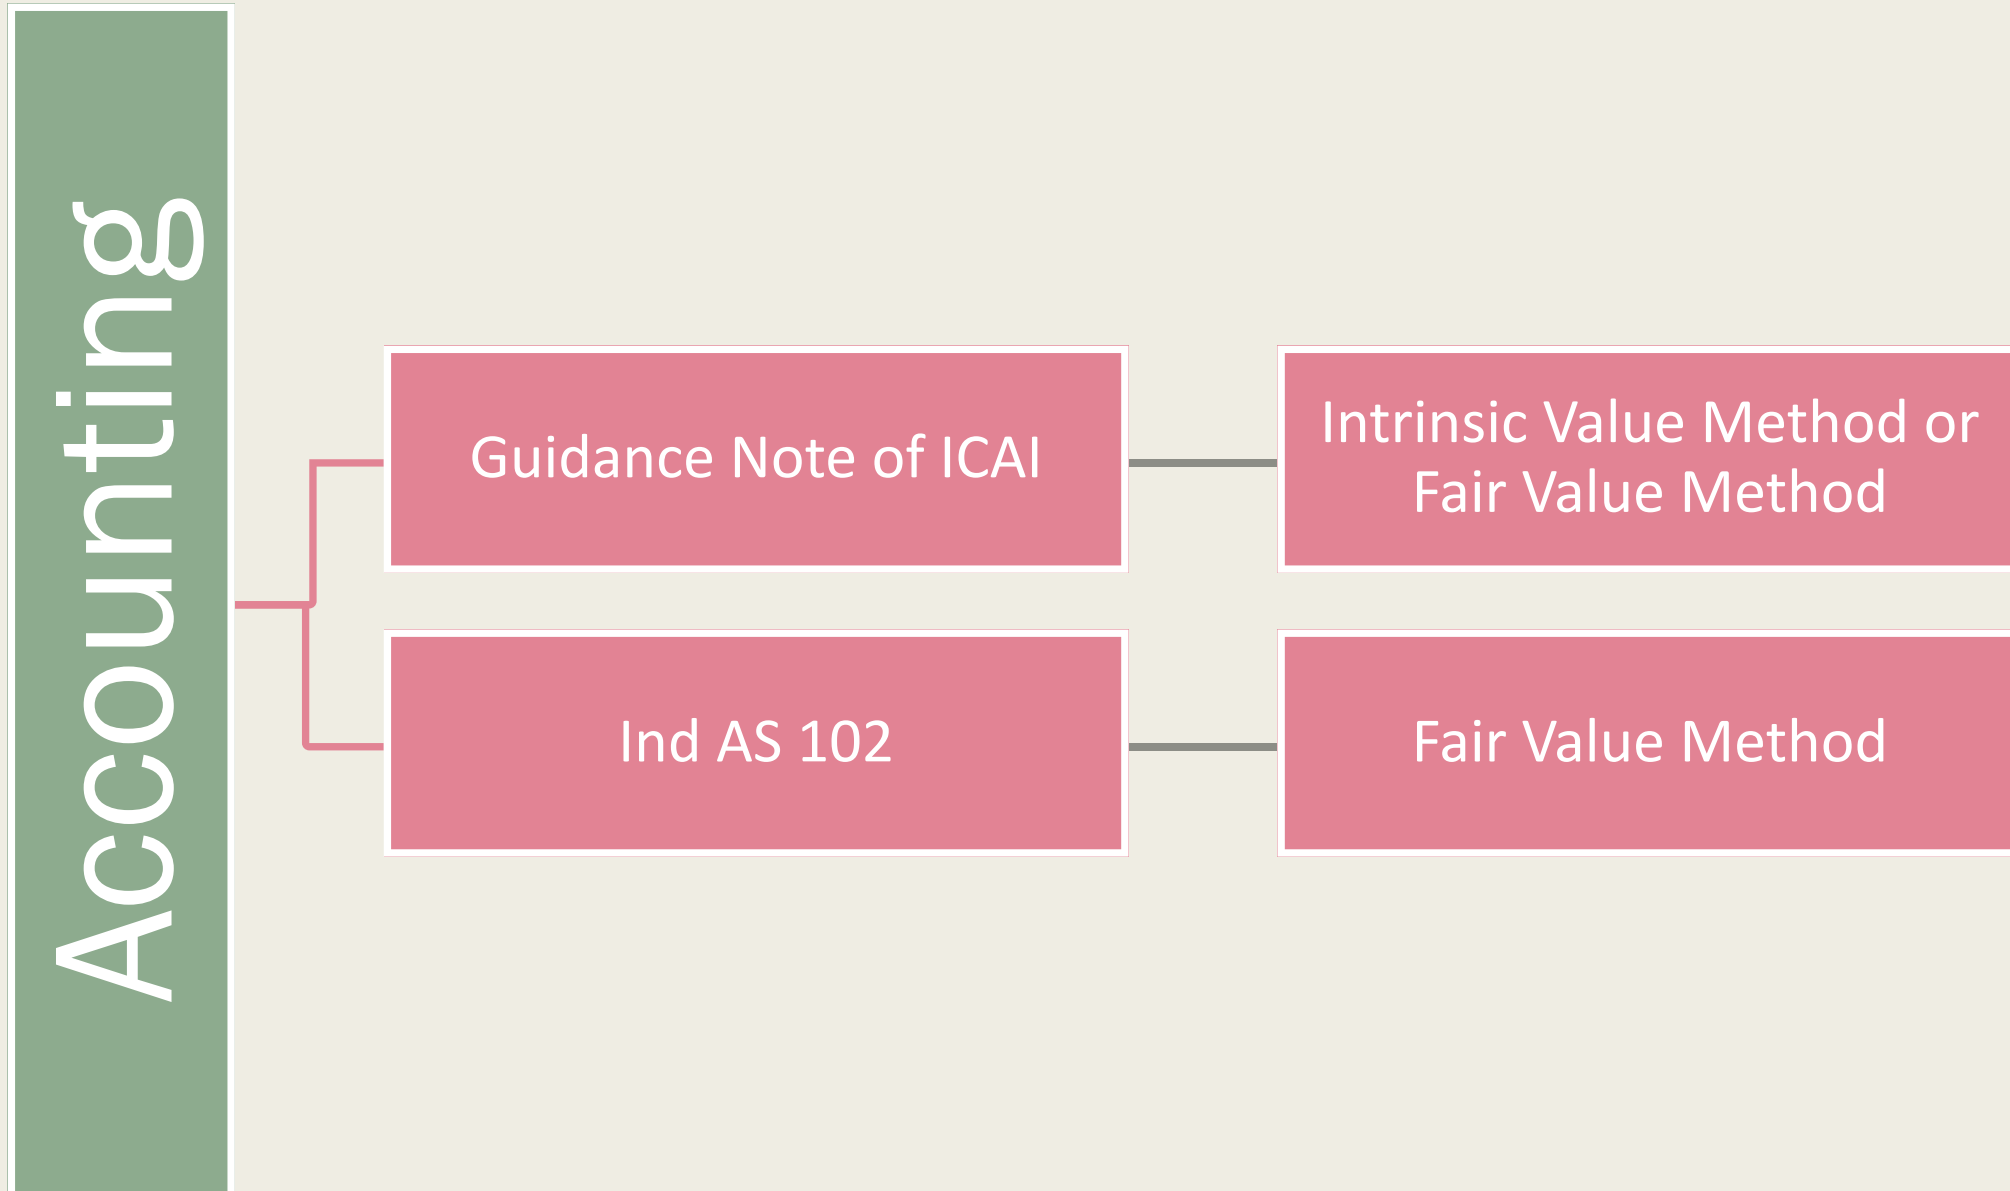 Accounting
Guidance Note of ICAI
Intrinsic Value Method or
Fair Value Method
Ind AS 102
Fair Value Method